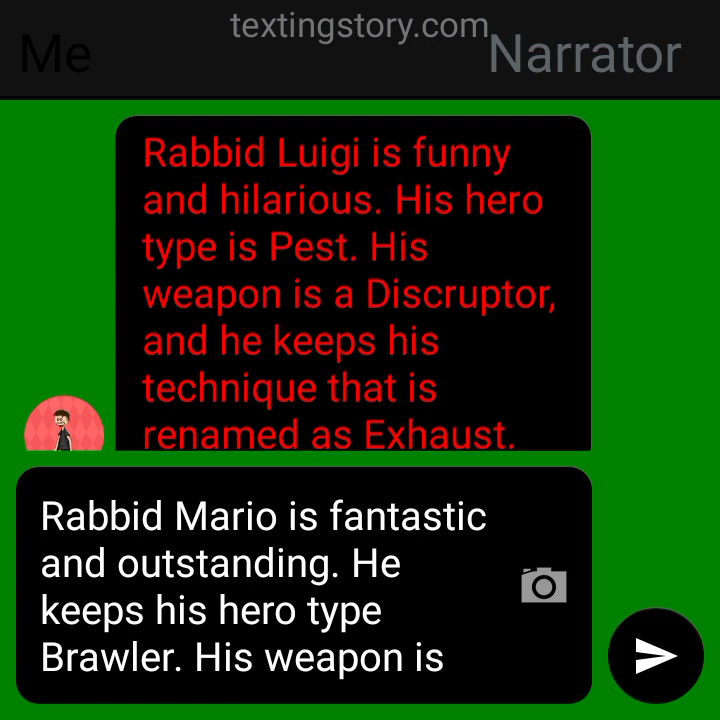 textingstory.com
Me
Narrator
Rabbid Luigi is funny
and hilarious. His hero
type is Pest. His
weapon is a Discruptor,
and he keeps his
technique that is
renamed as Exhaust.
Rabbid Mario is fantastic
and outstanding. He
keeps his hero type
Brawler. His weapon is